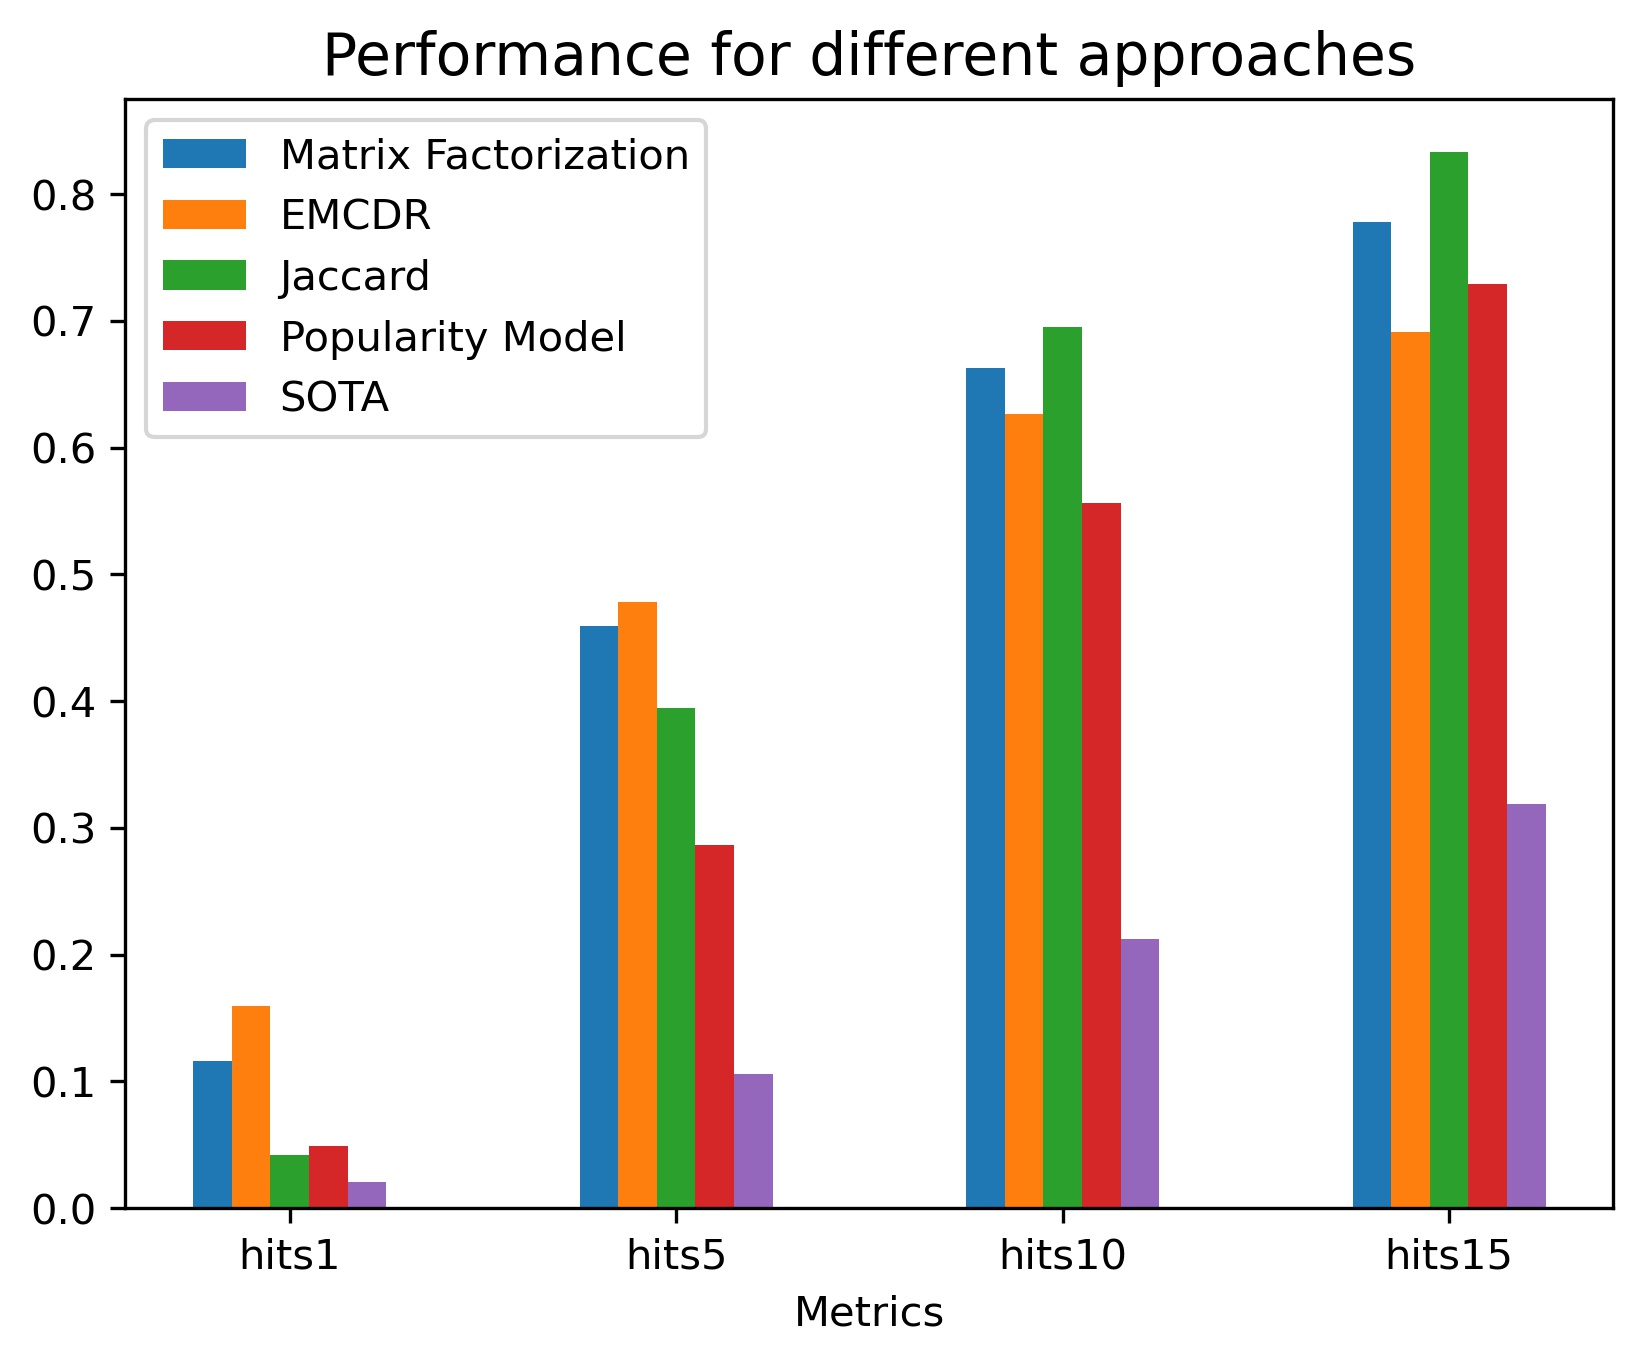 Performance for different approaches
Matrix Factorization
EMCDR
Jaccard
Popularity Model
SOTA
0.8
0.7
0.6
0.5
0.4
0.3
0.2
0.1
0.0
hits1 hits5 hits10 hits15
Metrics